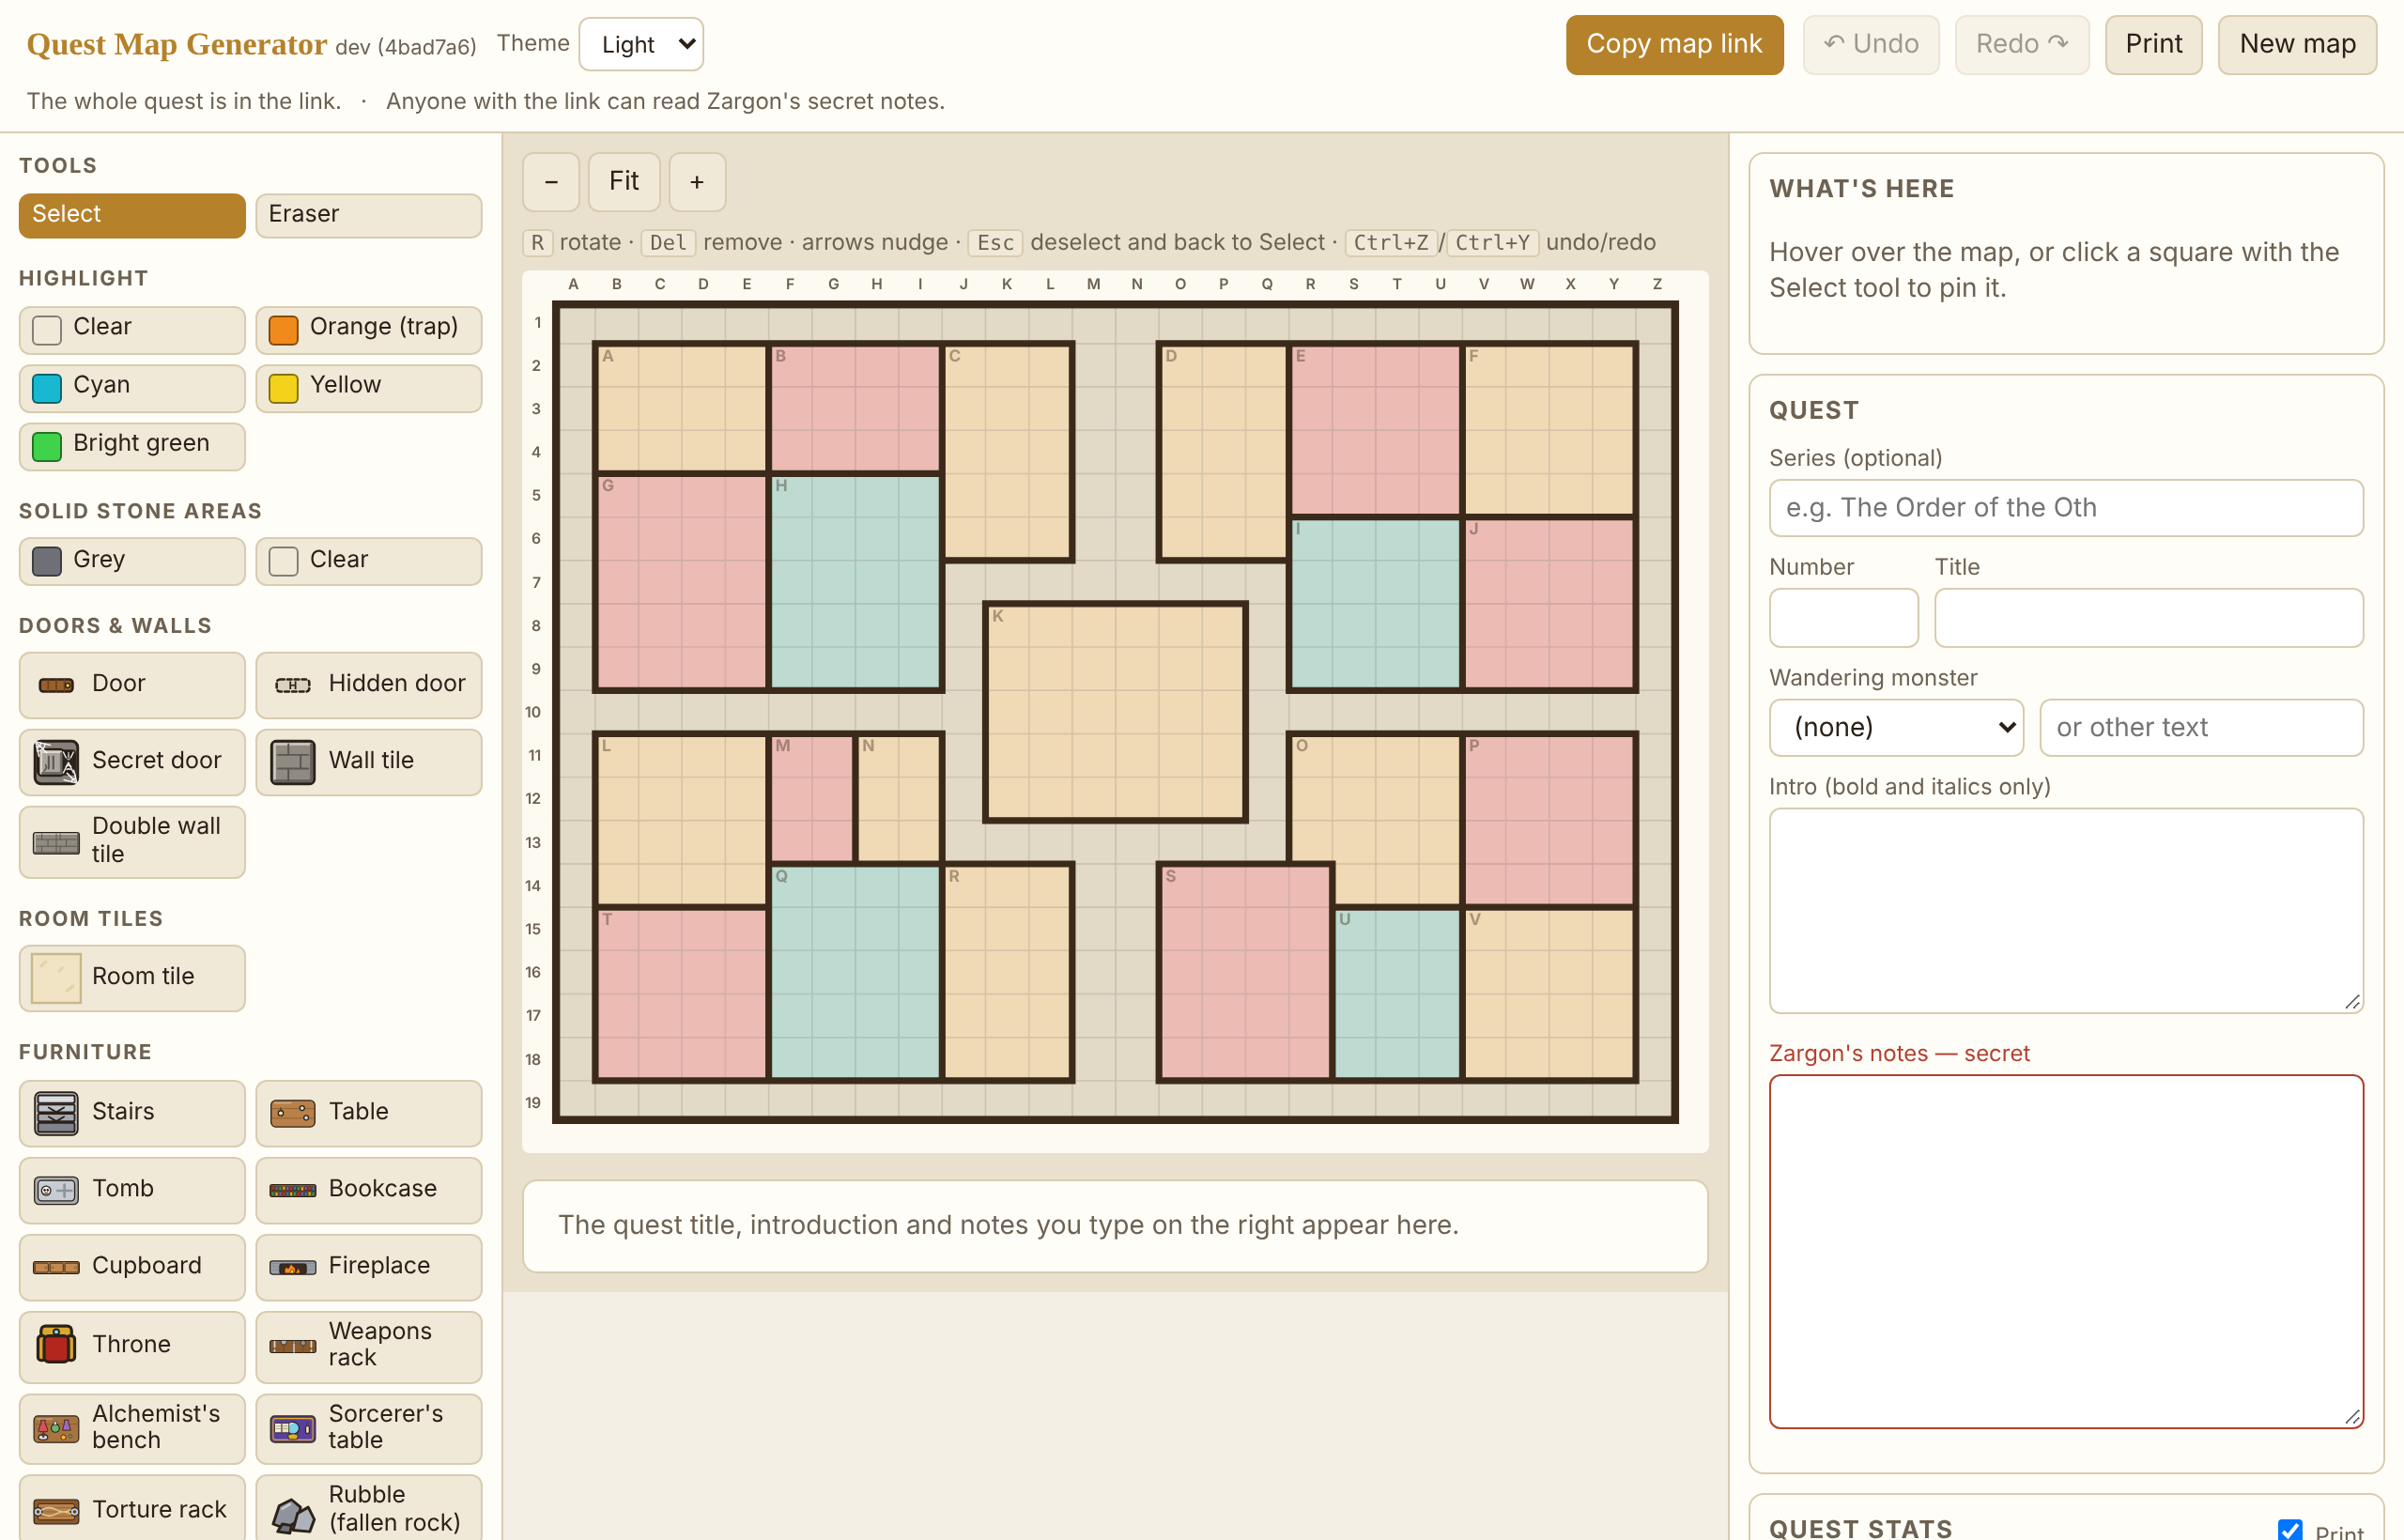 Quest Map Generator dev (4bad7a6) Theme Light
Copy map link ↶ Undo Redo ↷ Print New map
The whole quest is in the link. · Anyone with the link can read Zargon's secret notes.
TOOLS
Select Eraser
HIGHLIGHT
Clear Orange (trap)
Cyan Yellow
Bright green
SOLID STONE AREAS
Grey Clear
DOORS & WALLS
Door Hidden door
Secret door Wall tile
Double wall
tile
ROOM TILES
Room tile
FURNITURE
Stairs Table
Tomb Bookcase
Cupboard Fireplace
Throne Weapons
rack
Alchemist's
bench
Sorcerer's
table
Torture rack Rubble
(fallen rock)
− Fit +
R rotate · Del remove · arrows nudge · Esc deselect and back to Select · Ctrl+Z/Ctrl+Y undo/redo
A B C D E F G H I J K L M N O P Q R S T U V W X Y Z
1
2
3
4
5
6
7
8
9
10
11
12
13
14
15
16
17
18
19
A B C D E F
G H
I J
K
L M N O P
Q R S
T U V
The quest title, introduction and notes you type on the right appear here.
WHAT'S HERE
Hover over the map, or click a square with the
Select tool to pin it.
QUEST
Series (optional)
e.g. The Order of the Oth
Number Title
Wandering monster
(none) or other text
Intro (bold and italics only)
Zargon's notes — secret
QUEST STATS Print